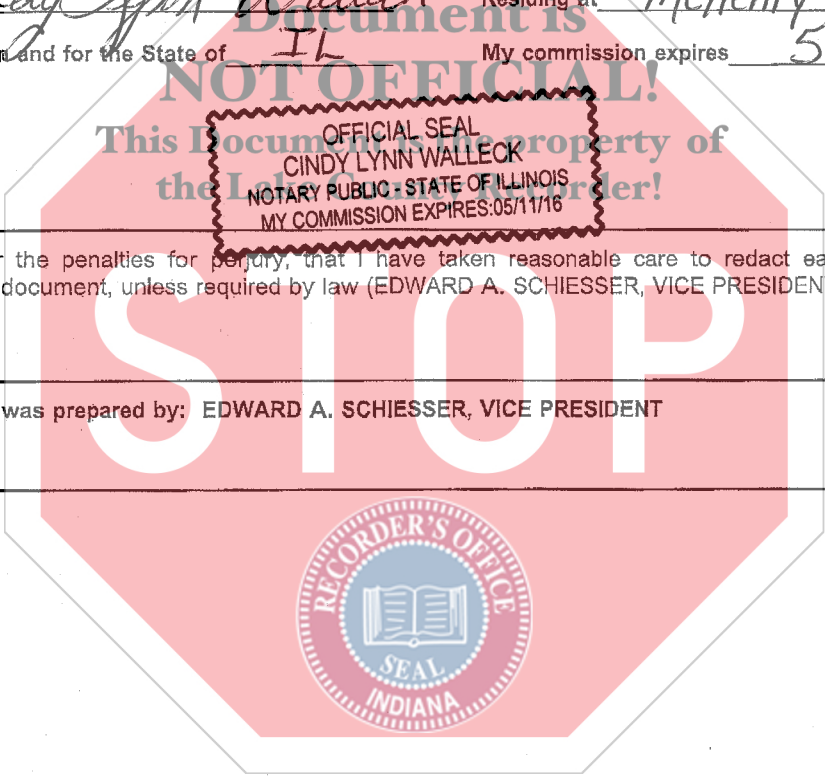 Document is
Residing at McHenry
and for the State of IL My commission expires 5
NOT OFFICIAL!
This Document is the property of
the Lake County Recorder!
OFFICIAL SEAL
CINDY LYNN WALLECK
NOTARY PUBLIC - STATE OF ILLINOIS
MY COMMISSION EXPIRES:05/11/16
the penalties for perjury, that I have taken reasonable care to redact ea
document, unless required by law (EDWARD A. SCHIESSER, VICE PRESIDEN
STOP
was prepared by: EDWARD A. SCHIESSER, VICE PRESIDENT
RECORDER'S OFFICE
SEAL
INDIANA